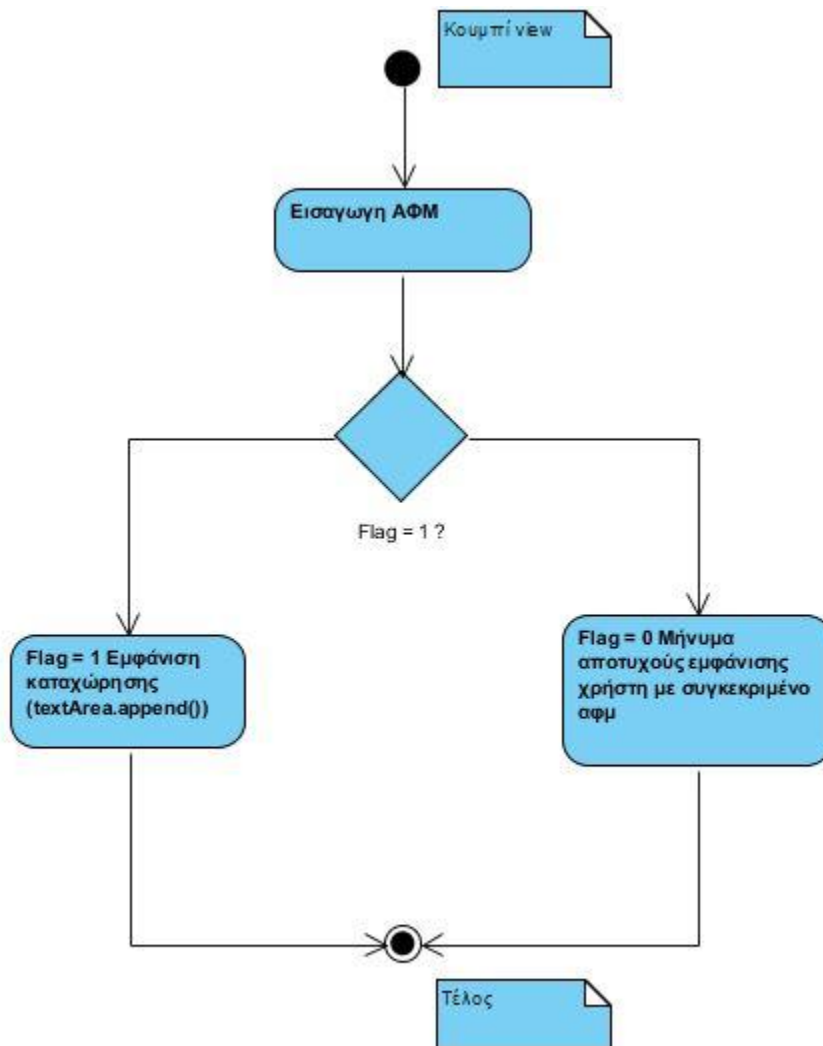 Κουμπί view
Εισαγωγη ΑΦΜ
Flag = 1 ?
Flag = 1 Εμφάνιση
καταχώρησης
(textArea.append())
Flag = 0 Μήνυμα
αποτυχούς εμφάνισης
χρήστη με συγκεκριμένο
αφμ
Τέλος